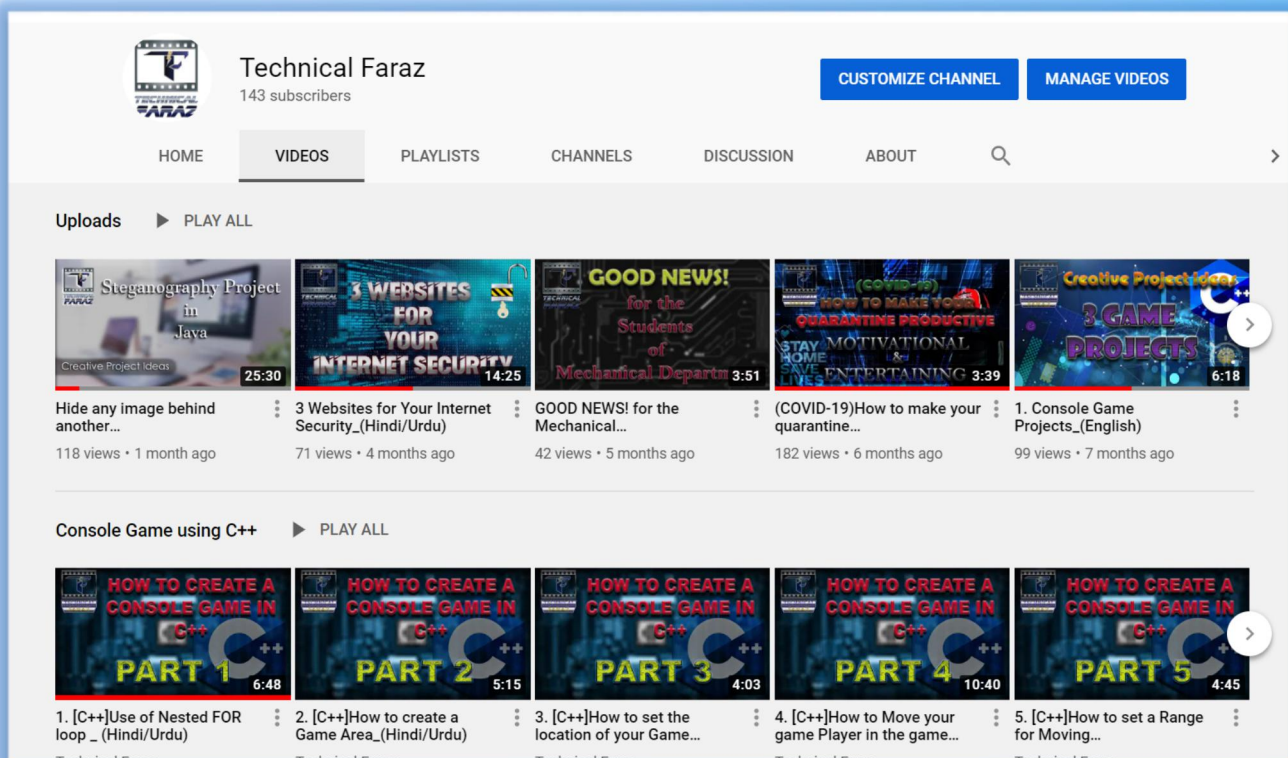 TECHNICAL
FARAZ
Technical Faraz
143 subscribers
CUSTOMIZE CHANNEL
MANAGE VIDEOS
HOME
VIDEOS
PLAYLISTS
CHANNELS
DISCUSSION
ABOUT
Uploads
PLAY ALL
FARAZ
Steganography Project
in
Java
Creative Project Ideas
25:30
TECHNICAL
3 WEBSITES
FOR
YOUR
INTERNET SECURITY
14:25
TECHNICAL
GOOD NEWS!
for the
Students
of
Mechanical Departm
3:51
(COVID-19)
HOW TO MAKE YOUR
QUARANTINE PRODUCTIVE
STAY
HOME
SAVE
LIVES
MOTIVATIONAL
&
ENTERTAINING
3:39
Creative Project Ideas
3 GAME
PROJECTS
C++
6:18
Hide any image behind
another...
118 views • 1 month ago
3 Websites for Your Internet
Security_(Hindi/Urdu)
71 views • 4 months ago
GOOD NEWS! for the
Mechanical...
42 views • 5 months ago
(COVID-19)How to make your
quarantine...
182 views • 6 months ago
1. Console Game
Projects_(English)
99 views • 7 months ago
Console Game using C++
PLAY ALL
HOW TO CREATE A
CONSOLE GAME IN
C++
C++
PART 1
6:48
HOW TO CREATE A
CONSOLE GAME IN
C++
C++
PART 2
5:15
HOW TO CREATE A
CONSOLE GAME IN
C++
C++
PART 3
4:03
HOW TO CREATE A
CONSOLE GAME IN
C++
C++
PART 4
10:40
HOW TO CREATE A
CONSOLE GAME IN
C++
C+
PART 5
4:45
1. [C++]Use of Nested FOR
loop _ (Hindi/Urdu)
2. [C++]How to create a
Game Area_(Hindi/Urdu)
3. [C++]How to set the
location of your Game...
4. [C++]How to Move your
game Player in the game...
5. [C++]How to set a Range
for Moving...